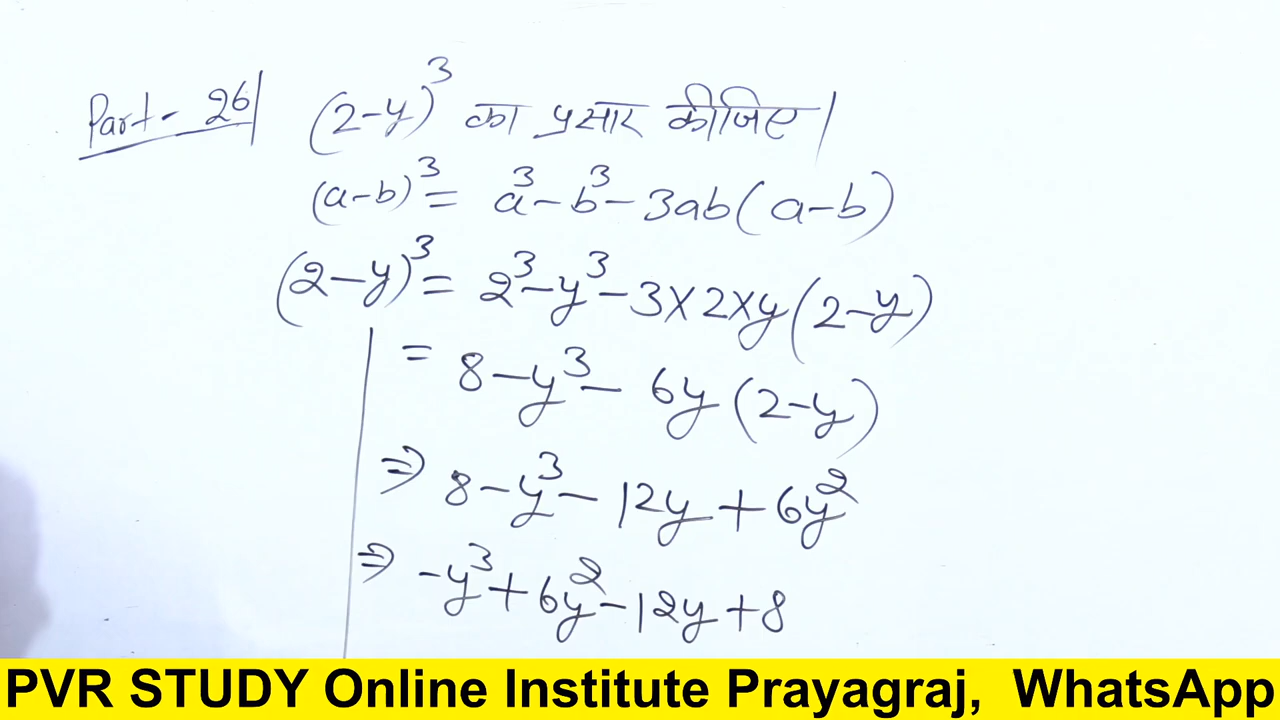 Part - 26 (2-y)³ का प्रसार कीजिए।
(a-b)³ = a³-b³-3ab(a-b)
(2-y)³ = 2³-y³-3×2×y(2-y)
= 8-y³-6y(2-y)
⇒ 8-y³-12y+6y²
⇒ -y³+6y²-12y+8
PVR STUDY Online Institute Prayagraj, WhatsApp